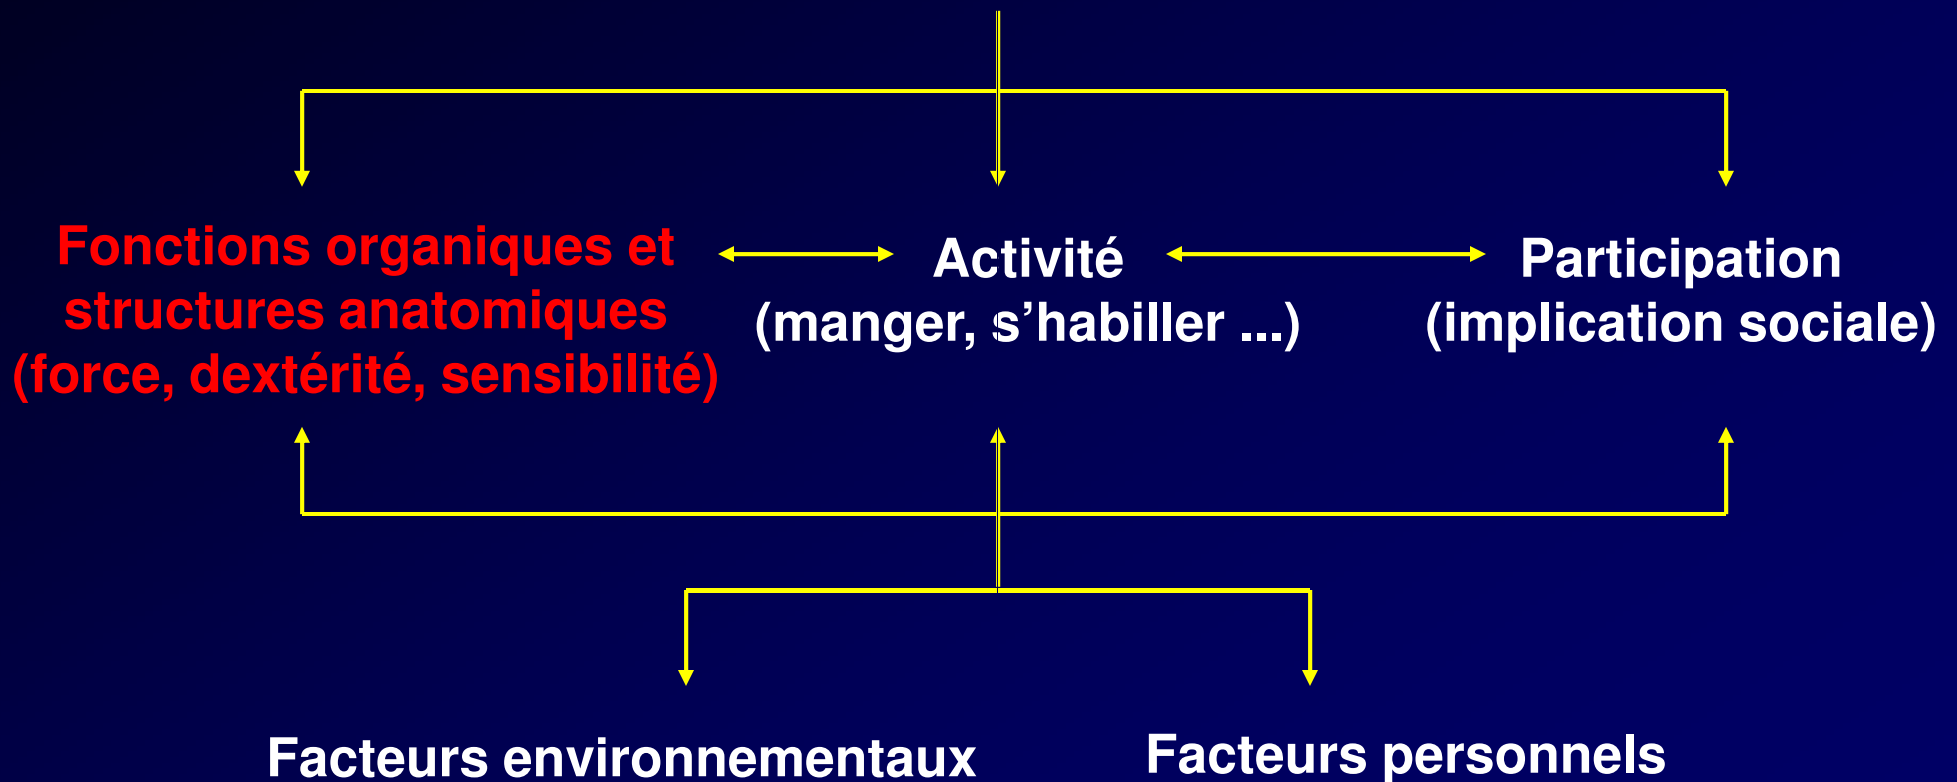 Fonctions organiques et
structures anatomiques
(force, dextérité, sensibilité)
Activité
(manger, s’habiller ...)
Participation
(implication sociale)
Facteurs environnementaux
Facteurs personnels